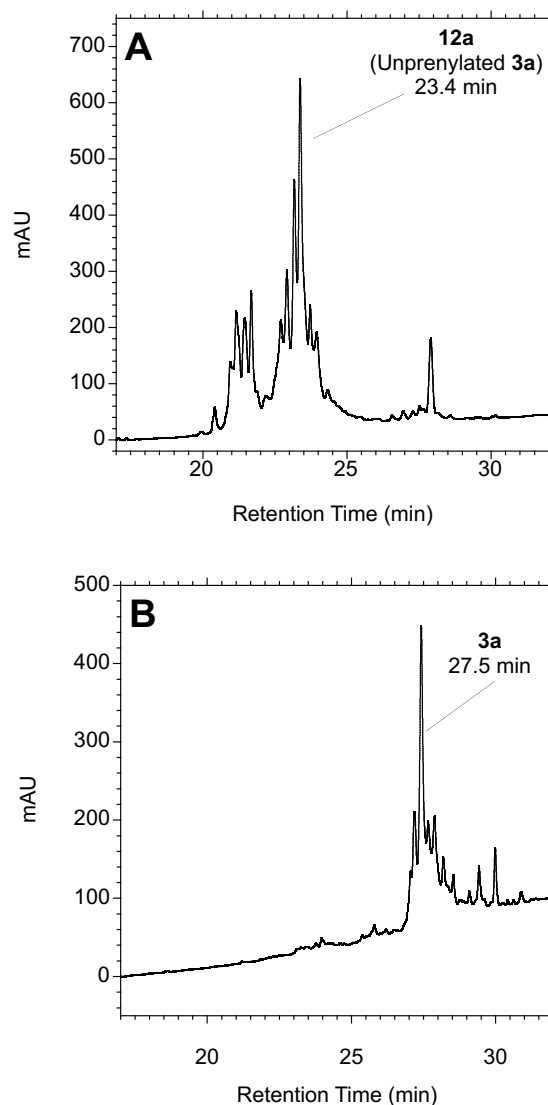 A
12a
(Unprenylated 3a)
23.4 min
700
600
500
400
300
200
100
0
mAU
20 25 30
Retention Time (min)
B
3a
27.5 min
500
400
300
200
100
0
mAU
20 25 30
Retention Time (min)